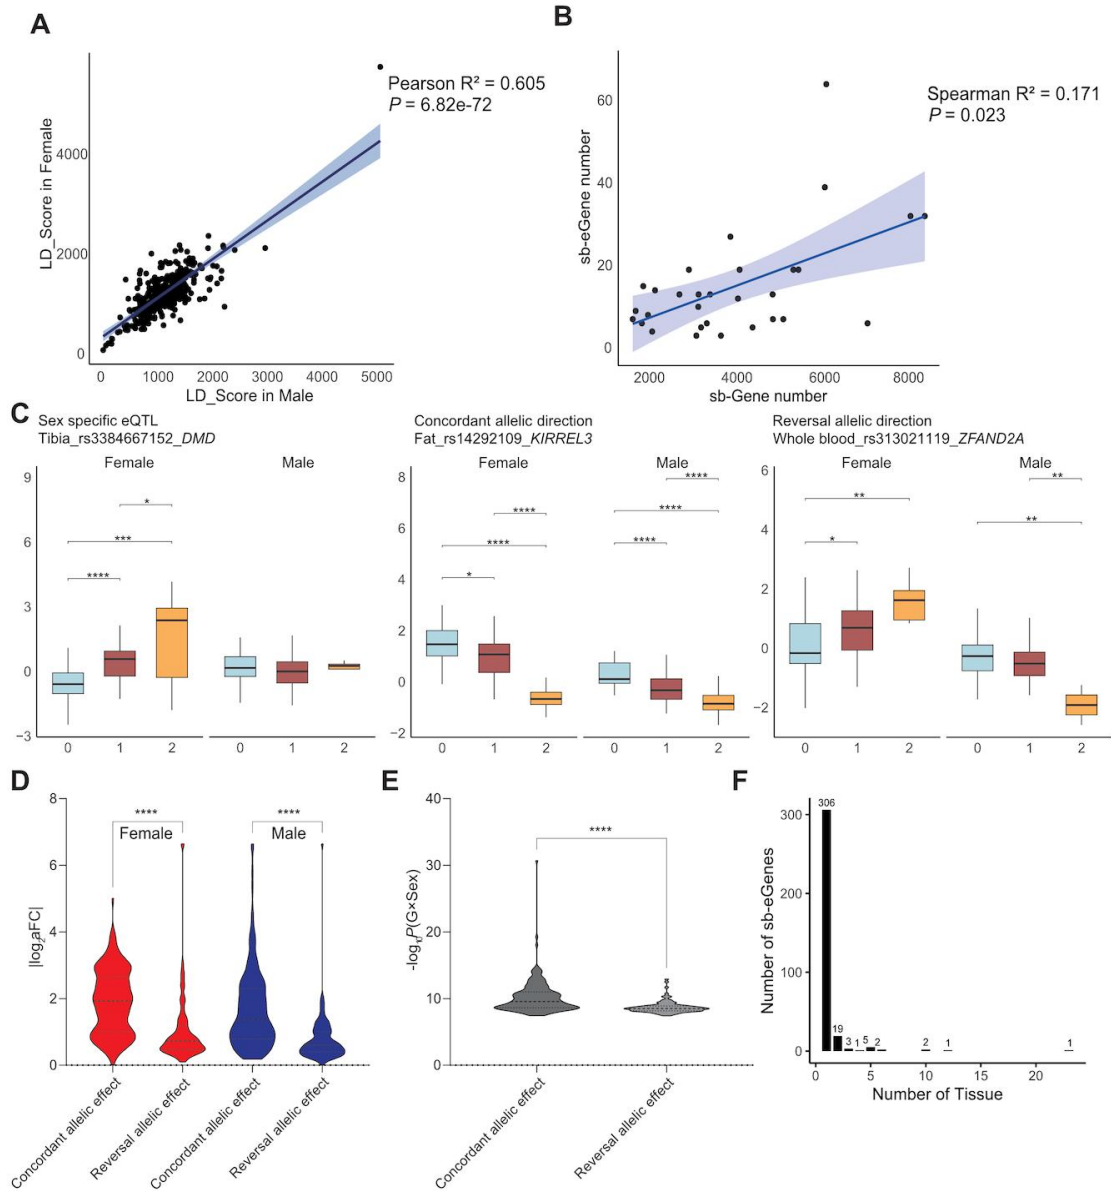 A
LD_Score in Female
4000
2000
0
0 1000 2000 3000 4000 5000
LD_Score in Male
Pearson R² = 0.605
P = 6.82e-72
B
sb-eGene number
60
40
20
0
2000 4000 6000 8000
sb-Gene number
Spearman R² = 0.171
P = 0.023
C
Sex specific eQTL
Tibia_rs3384667152_DMD
Female Male
9
6
3
0
−3
*
***
****
0 1 2 0 1 2
Concordant allelic direction
Fat_rs14292109_KIRREL3
Female Male
8
6
4
2
0
−2
****
****
*
****
****
****
0 1 2 0 1 2
Reversal allelic direction
Whole blood_rs313021119_ZFAND2A
Female Male
6
4
2
0
−2
**
*
**
**
0 1 2 0 1 2
D
|log₂aFC|
8
6
4
2
0
**** ****
Female Male
Concordant allelic effect
Reversal allelic effect
Concordant allelic effect
Reversal allelic effect
E
-log₁₀P(G×Sex)
40
30
20
10
0
****
Concordant allelic effect
Reversal allelic effect
F
Number of sb-eGenes
300
200
100
0
306
19
3 1 5 2 2 1 1
0 5 10 15 20
Number of Tissue